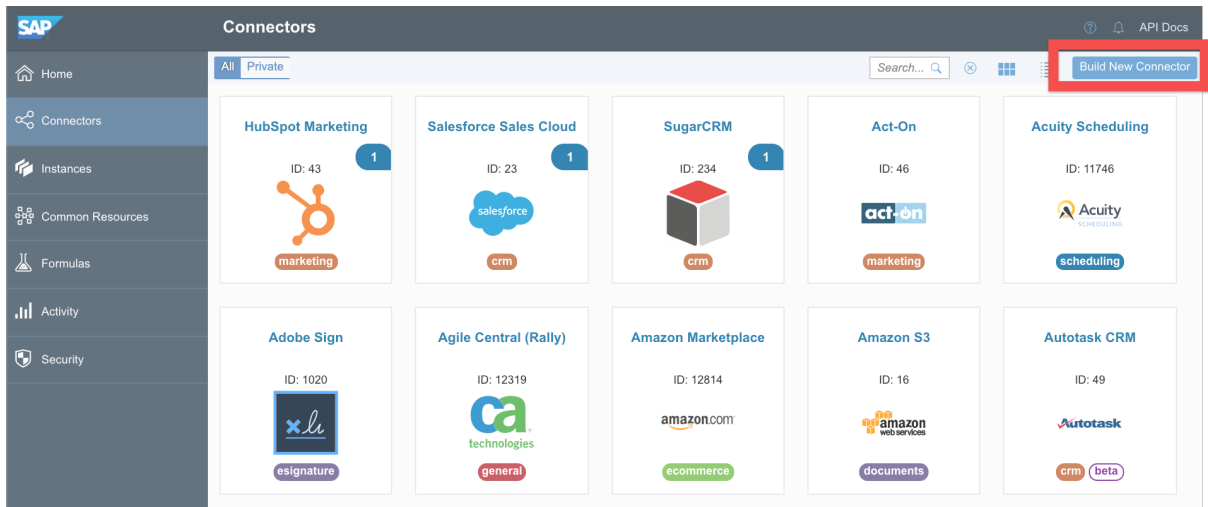 SAP
Connectors
API Docs
Home
Connectors
Instances
Common Resources
Formulas
Activity
Security
All Private
Search...
Build New Connector
HubSpot Marketing
1
ID: 43
marketing
Salesforce Sales Cloud
1
ID: 23
salesforce
crm
SugarCRM
1
ID: 234
crm
Act-On
ID: 46
act-on
marketing
Acuity Scheduling
ID: 11746
Acuity
SCHEDULING
scheduling
Adobe Sign
ID: 1020
esignature
Agile Central (Rally)
ID: 12319
ca
technologies
general
Amazon Marketplace
ID: 12814
amazon.com
ecommerce
Amazon S3
ID: 16
amazon
web services
documents
Autotask CRM
ID: 49
Autotask
crm beta